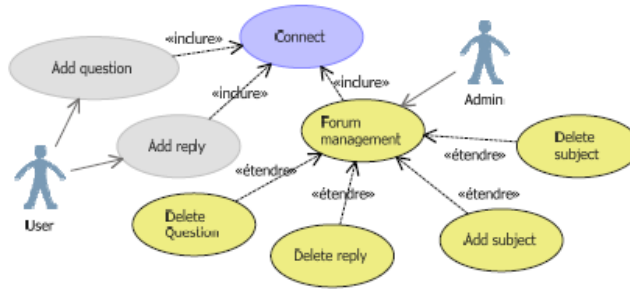 «inclure»
Connect
Add question
«inclure»
«inclure»
Admin
Forum
management
Add reply
Delete
subject
«étendre»
«étendre»
«étendre»
«étendre»
User
Delete
Question
Delete reply
Add subject